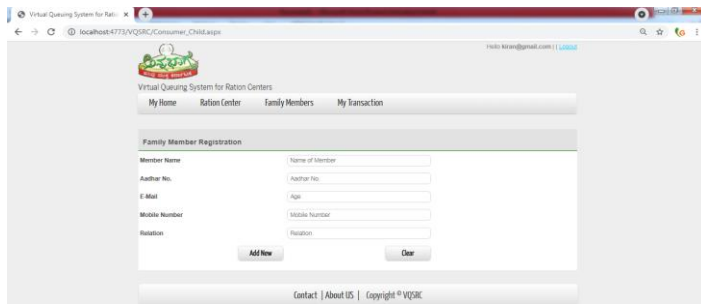 Virtual Queuing System for Ratio
localhost:4773/VQSRC/Consumer_Child.aspx
Hello kiran@gmail.com | | Logout
Virtual Queuing System for Ration Centers
My Home Ration Center Family Members My Transaction
Family Member Registration
Member Name Name of Member
Aadhar No. Aadhar No.
E-Mail Age
Mobile Number Mobile Number
Relation Relation
Add New Clear
Contact | About US | Copyright © VQSRC